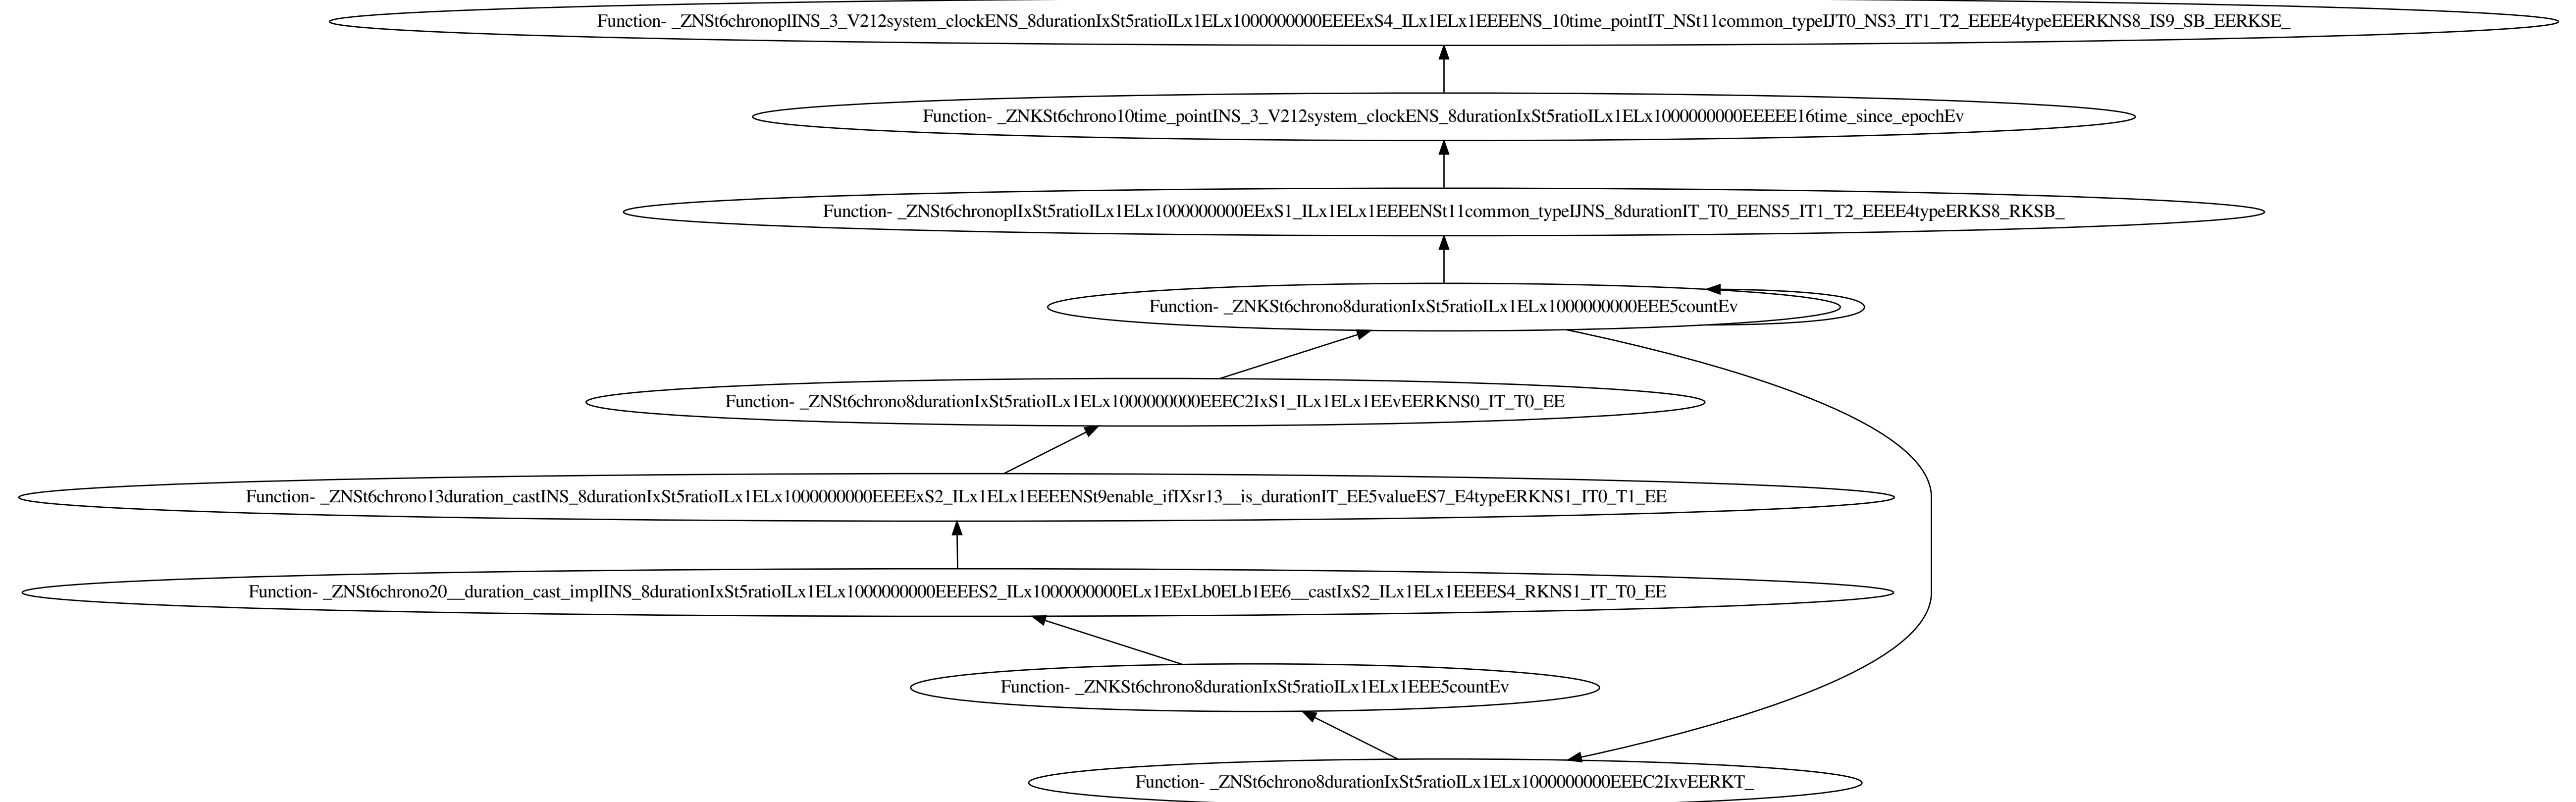 Function- _ZNSt6chronoplINS_3_V212system_clockENS_8durationIxSt5ratioILx1ELx1000000000EEEExS4_ILx1ELx1EEEENS_10time_pointIT_NSt11common_typeIJT0_NS3_IT1_T2_EEEE4typeEEERKNS8_IS9_SB_EERKSE_
Function- _ZNKSt6chrono10time_pointINS_3_V212system_clockENS_8durationIxSt5ratioILx1ELx1000000000EEEEE16time_since_epochEv
Function- _ZNSt6chronoplIxSt5ratioILx1ELx1000000000EExS1_ILx1ELx1EEEENSt11common_typeIJNS_8durationIT_T0_EENS5_IT1_T2_EEEE4typeERKS8_RKSB_
Function- _ZNKSt6chrono8durationIxSt5ratioILx1ELx1000000000EEE5countEv
Function- _ZNSt6chrono8durationIxSt5ratioILx1ELx1000000000EEEC2IxS1_ILx1ELx1EEvEERKNS0_IT_T0_EE
Function- _ZNSt6chrono13duration_castINS_8durationIxSt5ratioILx1ELx1000000000EEEExS2_ILx1ELx1EEEENSt9enable_ifIXsr13__is_durationIT_EE5valueES7_E4typeERKNS1_IT0_T1_EE
Function- _ZNSt6chrono20__duration_cast_implINS_8durationIxSt5ratioILx1ELx1000000000EEEES2_ILx1000000000ELx1EExLb0ELb1EE6__castIxS2_ILx1ELx1EEEES4_RKNS1_IT_T0_EE
Function- _ZNKSt6chrono8durationIxSt5ratioILx1ELx1EEE5countEv
Function- _ZNSt6chrono8durationIxSt5ratioILx1ELx1000000000EEEC2IxvEERKT_